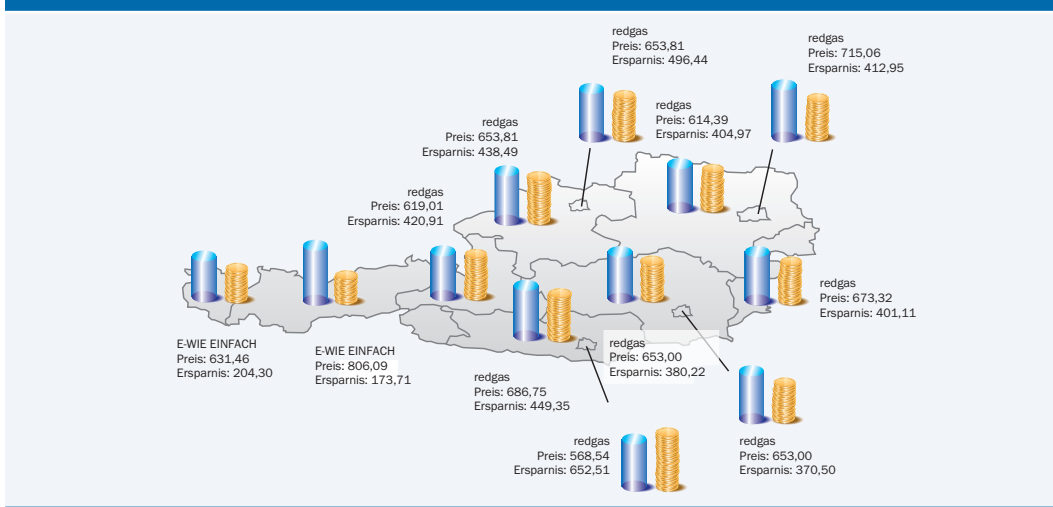 redgas
Preis: 653,81
Ersparnis: 496,44
redgas
Preis: 715,06
Ersparnis: 412,95
redgas
Preis: 614,39
Ersparnis: 404,97
redgas
Preis: 653,81
Ersparnis: 438,49
redgas
Preis: 619,01
Ersparnis: 420,91
redgas
Preis: 673,32
Ersparnis: 401,11
E-WIE EINFACH
Preis: 631,46
Ersparnis: 204,30
E-WIE EINFACH
Preis: 806,09
Ersparnis: 173,71
redgas
Preis: 653,00
Ersparnis: 380,22
redgas
Preis: 686,75
Ersparnis: 449,35
redgas
Preis: 568,54
Ersparnis: 652,51
redgas
Preis: 653,00
Ersparnis: 370,50